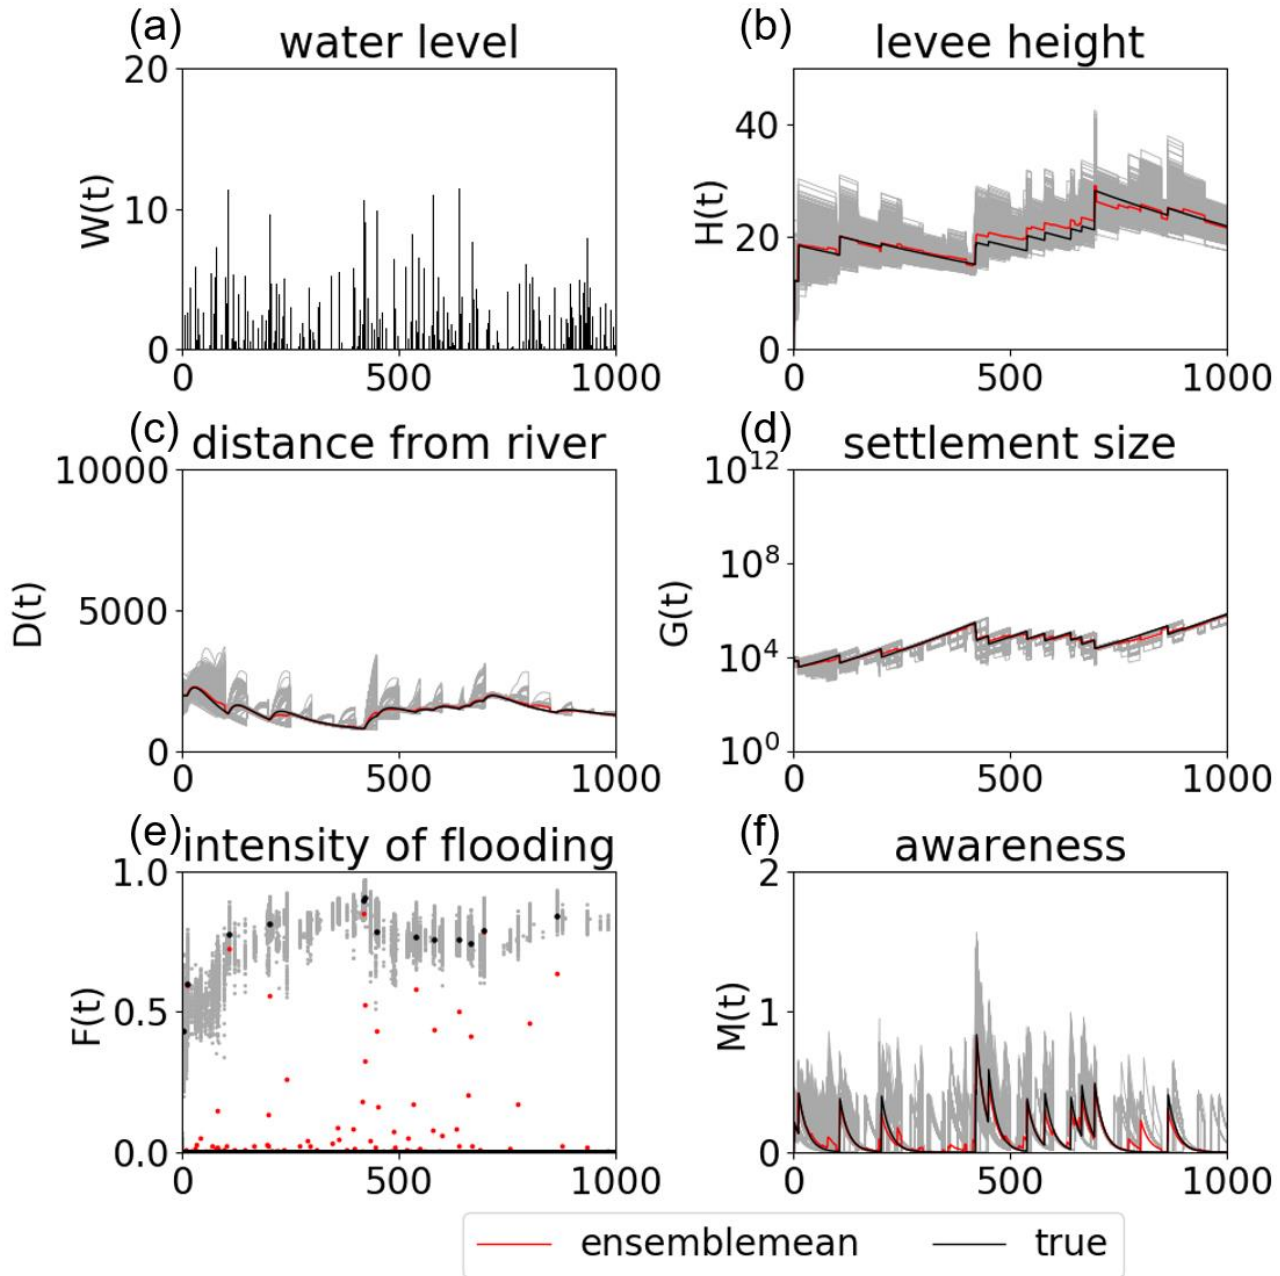 (a) water level
20
10
0
W(t)
0 500 1000
(b) levee height
40
20
0
H(t)
0 500 1000
(c) distance from river
10000
5000
0
D(t)
0 500 1000
(d) settlement size
10¹²
10⁸
10⁴
10⁰
G(t)
0 500 1000
(e) intensity of flooding
1.0
0.5
0.0
F(t)
0 500 1000
(f) awareness
2
1
0
M(t)
0 500 1000
ensemblemean true